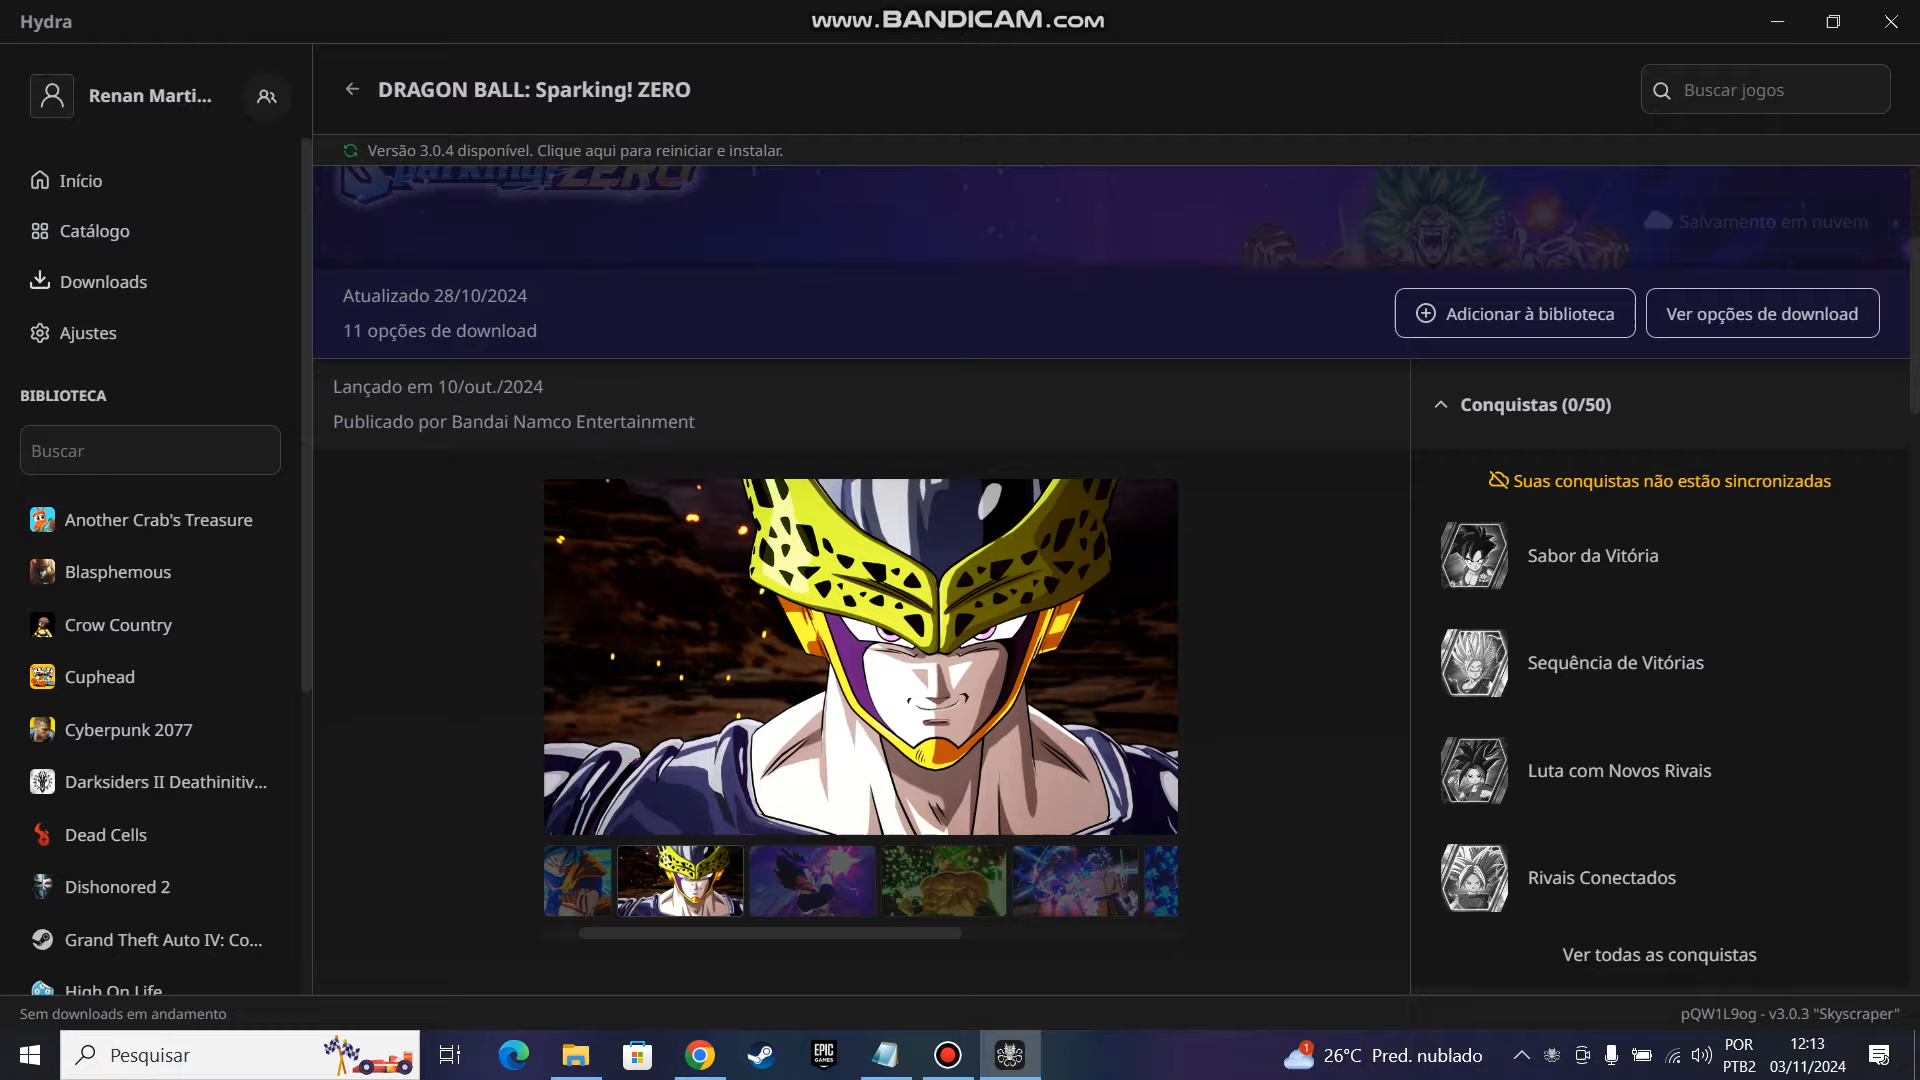 Hydra
www.BANDICAM.com
Renan Marti...
DRAGON BALL: Sparking! ZERO
Buscar jogos
Versão 3.0.4 disponível. Clique aqui para reiniciar e instalar.
Sparking! ZERO
Início
Catálogo
Downloads
Ajustes
Salvamento em nuvem
Atualizado 28/10/2024
11 opções de download
Adicionar à biblioteca
Ver opções de download
BIBLIOTECA
Buscar
Another Crab's Treasure
Blasphemous
Crow Country
Cuphead
Cyberpunk 2077
Darksiders II Deathinitiv...
Dead Cells
Dishonored 2
Grand Theft Auto IV: Co...
High On Life
Lançado em 10/out./2024
Publicado por Bandai Namco Entertainment
Conquistas (0/50)
Suas conquistas não estão sincronizadas
Sabor da Vitória
Sequência de Vitórias
Luta com Novos Rivais
Rivais Conectados
Ver todas as conquistas
Sem downloads em andamento
pQW1L9og - v3.0.3 "Skyscraper"
Pesquisar
EPIC
GAMES
1
26°C Pred. nublado
POR
PTB2
12:13
03/11/2024